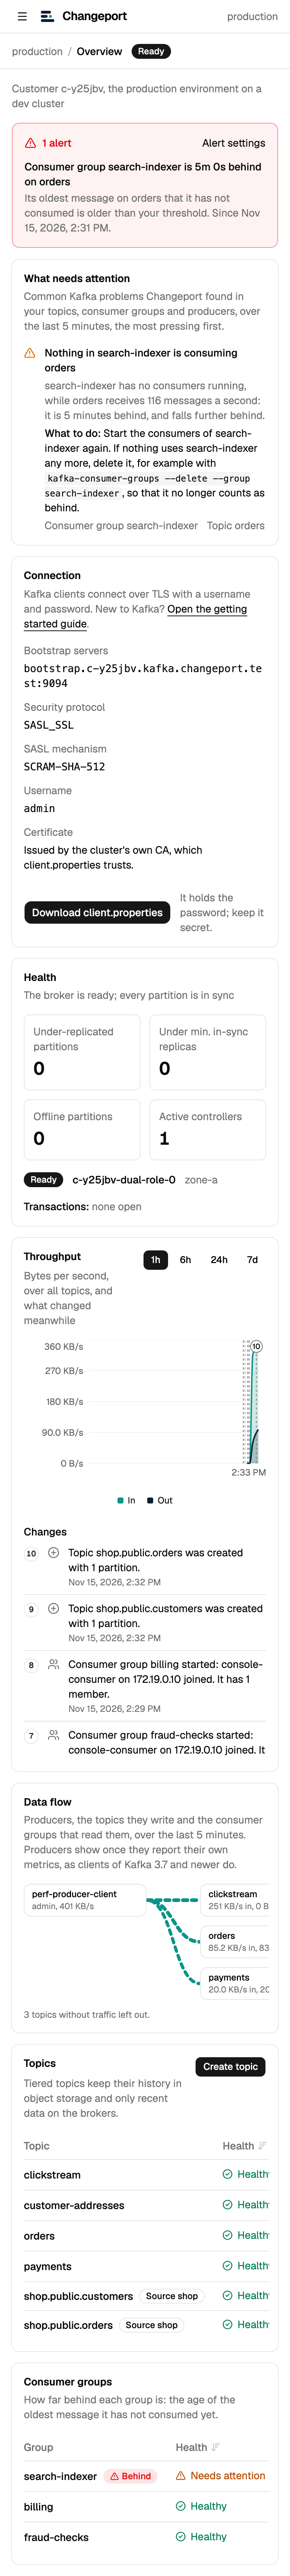 Changeport
production
production / Overview Ready
Customer c-y25jbv, the production environment on a
dev cluster
1 alert
Alert settings
Consumer group search-indexer is 5m 0s behind
on orders
Its oldest message on orders that it has not
consumed is older than your threshold. Since Nov
15, 2026, 2:31 PM.
What needs attention
Common Kafka problems Changeport found in
your topics, consumer groups and producers, over
the last 5 minutes, the most pressing first.
Nothing in search-indexer is consuming
orders
search-indexer has no consumers running,
while orders receives 116 messages a second:
it is 5 minutes behind, and falls further behind.
What to do: Start the consumers of search-
indexer again. If nothing uses search-indexer
any more, delete it, for example with
kafka-consumer-groups --delete --group
search-indexer, so that it no longer counts as
behind.
Consumer group search-indexer Topic orders
Connection
Kafka clients connect over TLS with a username
and password. New to Kafka? Open the getting
started guide.
Bootstrap servers
bootstrap.c-y25jbv.kafka.changeport.te
st:9094
Security protocol
SASL_SSL
SASL mechanism
SCRAM-SHA-512
Username
admin
Certificate
Issued by the cluster's own CA, which
client.properties trusts.
Download client.properties
It holds the
password; keep it
secret.
Health
The broker is ready; every partition is in sync
Under-replicated
partitions
0
Under min. in-sync
replicas
0
Offline partitions
0
Active controllers
1
Ready c-y25jbv-dual-role-0 zone-a
Transactions: none open
Throughput
Bytes per second,
over all topics, and
what changed
meanwhile
1h 6h 24h 7d
10
360 KB/s
270 KB/s
180 KB/s
90.0 KB/s
0 B/s
2:33 PM
In Out
Changes
10 Topic shop.public.orders was created
with 1 partition.
Nov 15, 2026, 2:32 PM
9 Topic shop.public.customers was created
with 1 partition.
Nov 15, 2026, 2:32 PM
8 Consumer group billing started: console-
consumer on 172.19.0.10 joined. It has 1
member.
Nov 15, 2026, 2:29 PM
7 Consumer group fraud-checks started:
console-consumer on 172.19.0.10 joined. It
Data flow
Producers, the topics they write and the consumer
groups that read them, over the last 5 minutes.
Producers show once they report their own
metrics, as clients of Kafka 3.7 and newer do.
perf-producer-client
admin, 401 KB/s
clickstream
251 KB/s in, 0 B
orders
85.2 KB/s in, 83
payments
20.0 KB/s in, 20
3 topics without traffic left out.
Topics
Create topic
Tiered topics keep their history in
object storage and only recent
data on the brokers.
Topic Health
clickstream Health
customer-addresses Health
orders Health
payments Health
shop.public.customers Source shop Health
shop.public.orders Source shop Health
Consumer groups
How far behind each group is: the age of the
oldest message it has not consumed yet.
Group Health
search-indexer Behind Needs attention
billing Healthy
fraud-checks Healthy